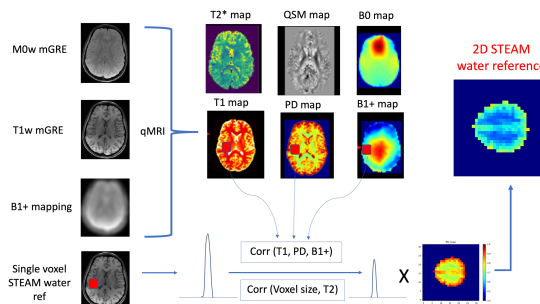 T2* map
QSM map
B0 map
M0w mGRE
2D STEAM
water reference
T1 map
PD map
B1+ map
T1w mGRE
qMRI
B1+ mapping
Corr (T1, PD, B1+)
Single voxel
STEAM water
ref
X
Corr (Voxel size, T2)